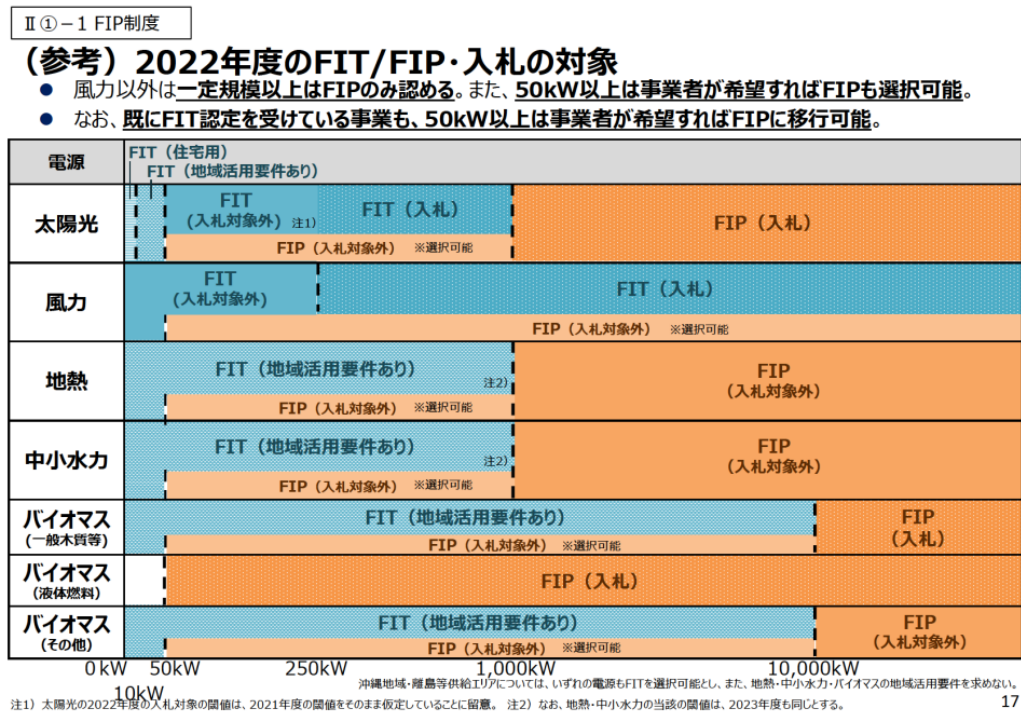 Ⅱ①－1 FIP制度
（参考）2022年度のFIT/FIP・入札の対象
● 風力以外は一定規模以上はFIPのみ認める。また、50kW以上は事業者が希望すればFIPも選択可能。
● なお、既にFIT認定を受けている事業も、50kW以上は事業者が希望すればFIPに移行可能。
電源
FIT（住宅用）
FIT（地域活用要件あり）
太陽光
FIT
（入札対象外）注1）
FIT（入札）
FIP（入札対象外） ※選択可能
FIP（入札）
風力
FIT
（入札対象外）
FIT（入札）
FIP（入札対象外） ※選択可能
地熱
FIT（地域活用要件あり）
注2）
FIP（入札対象外） ※選択可能
FIP
（入札対象外）
中小水力
FIT（地域活用要件あり）
注2）
FIP（入札対象外） ※選択可能
FIP
（入札対象外）
バイオマス
（一般木質等）
FIT（地域活用要件あり）
FIP（入札対象外） ※選択可能
FIP
（入札）
バイオマス
（液体燃料）
FIP（入札）
バイオマス
（その他）
FIT（地域活用要件あり）
FIP（入札対象外） ※選択可能
FIP
（入札対象外）
0 kW 50kW 250kW 1,000kW 10,000kW
10kW
沖縄地域・離島等供給エリアについては、いずれの電源もFITを選択可能とし、また、地熱・中小水力・バイオマスの地域活用要件を求めない。
注1）太陽光の2022年度の入札対象の閾値は、2021年度の閾値をそのまま仮定していることに留意。 注2）なお、地熱・中小水力の当該の閾値は、2023年度も同じとする。
17